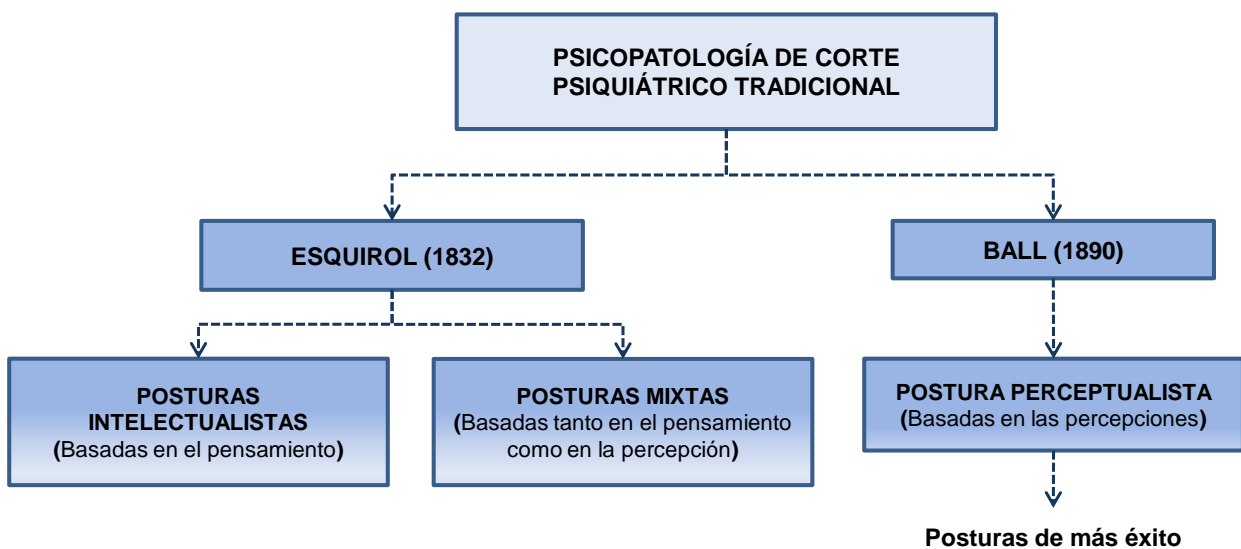 PSICOPATOLOGÍA DE CORTE
PSIQUIÁTRICO TRADICIONAL
ESQUIROL (1832)
BALL (1890)
POSTURAS
INTELECTUALISTAS
(Basadas en el pensamiento)
POSTURAS MIXTAS
(Basadas tanto en el pensamiento
como en la percepción)
POSTURA PERCEPTUALISTA
(Basadas en las percepciones)
Posturas de más éxito